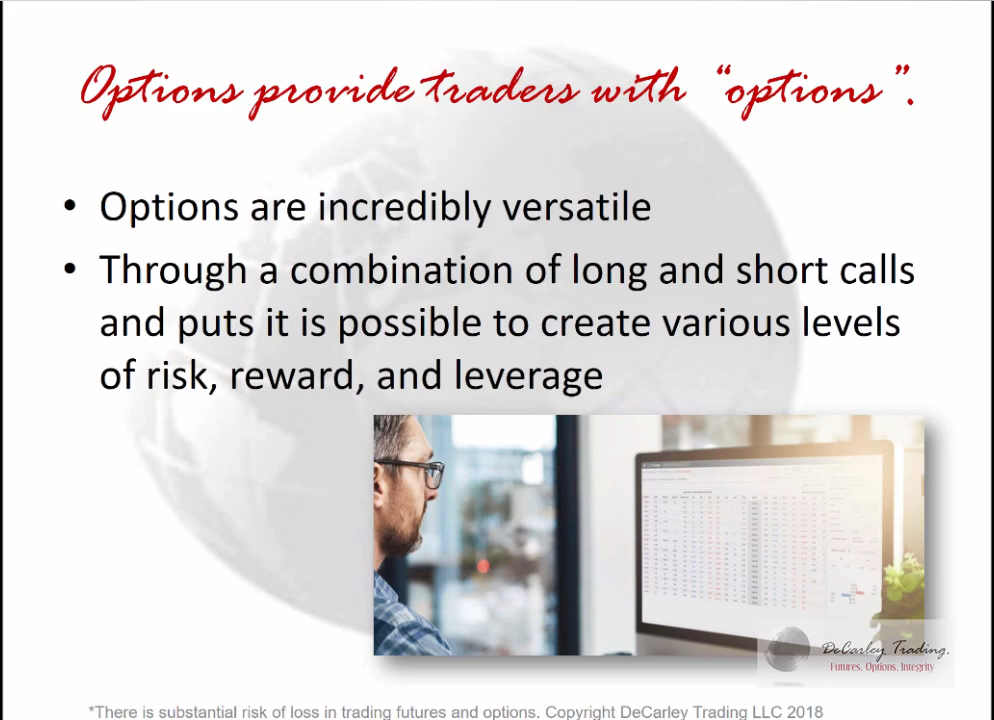 Options provide traders with “options”.
• Options are incredibly versatile
• Through a combination of long and short calls
and puts it is possible to create various levels
of risk, reward, and leverage
DeCarley Trading.
Futures. Options. Integrity
*There is substantial risk of loss in trading futures and options. Copyright DeCarley Trading LLC 2018